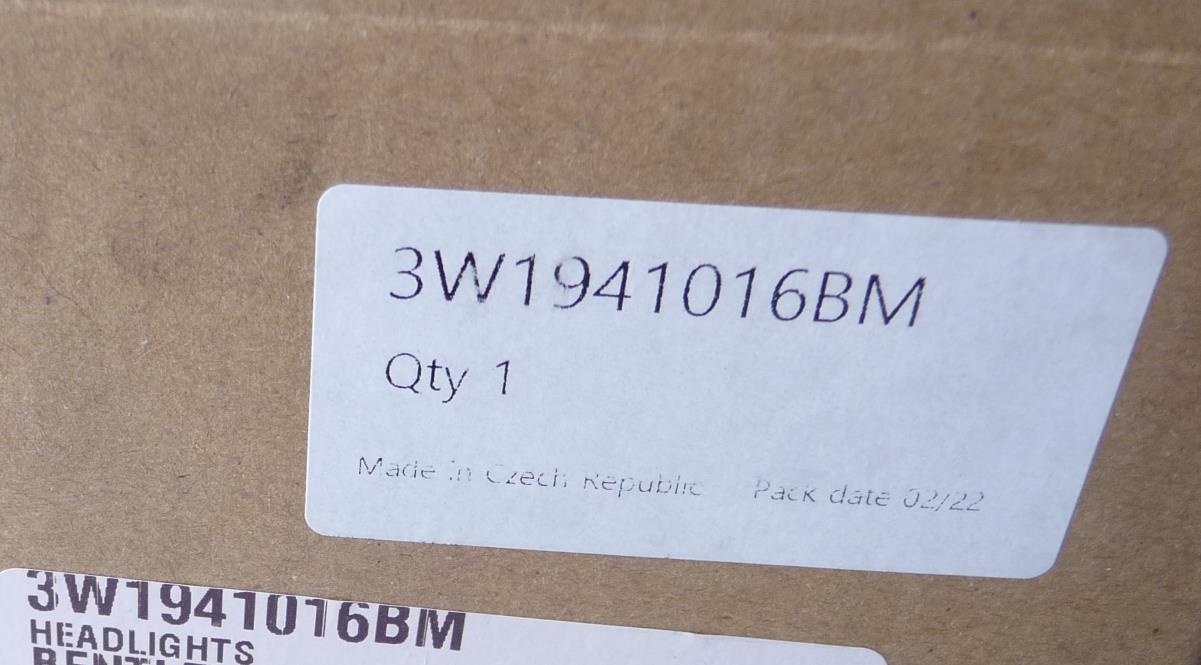 3W1941016BM
Qty 1
Made in Czech Republic Pack date 02/22
3W1941016BM
HEADLIGHTS